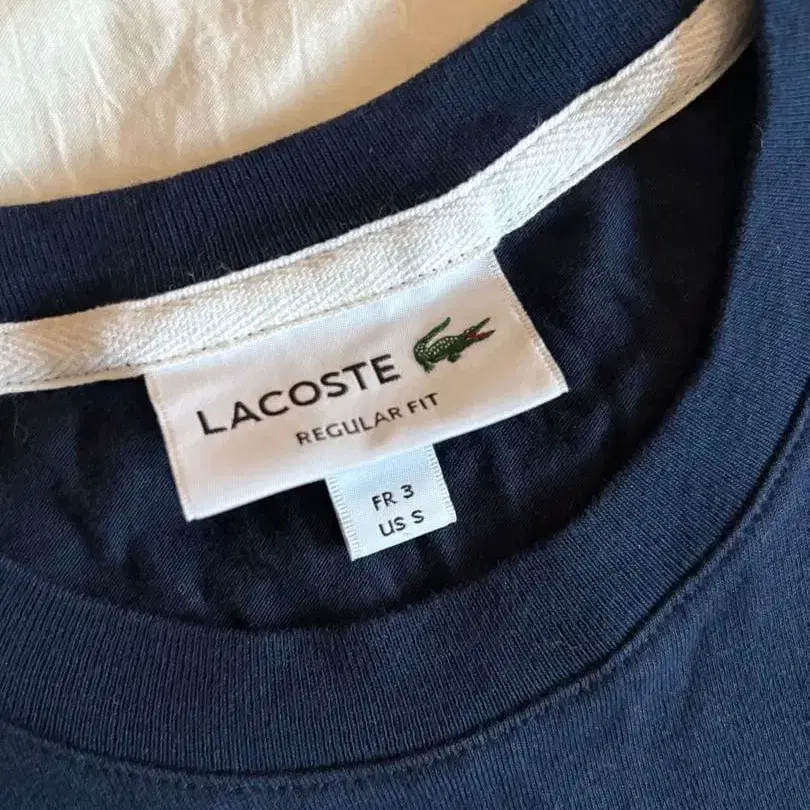 LACOSTE
REGULAR FIT
FR 3
US S